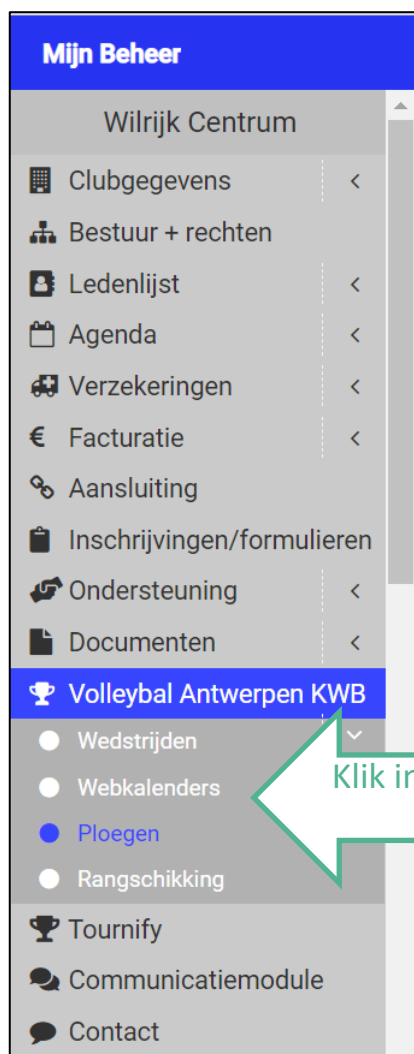 Mijn Beheer
Wilrijk Centrum
Clubgegevens
Bestuur + rechten
Ledenlijst
Agenda
Verzekeringen
€ Facturatie
Aansluiting
Inschrijvingen/formulieren
Ondersteuning
Documenten
Volleybal Antwerpen KWB
Wedstrijden
Webkalenders
Klik in
Ploegen
Rangschikking
Tournify
Communicatiemodule
Contact